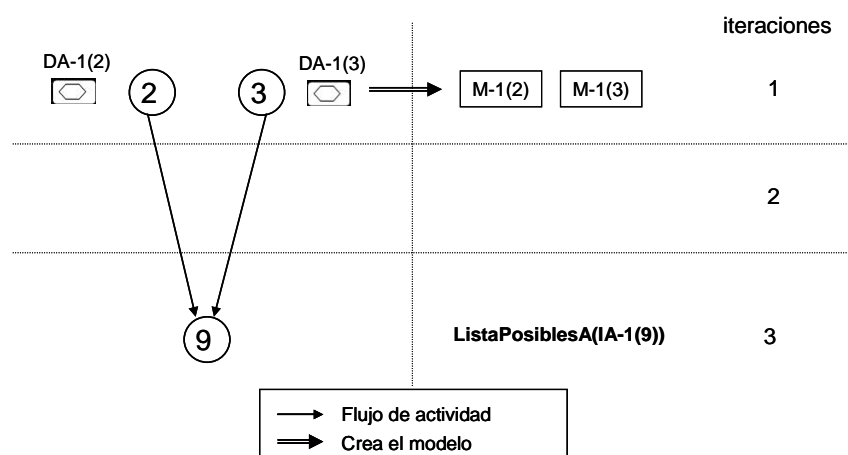 iteraciones
DA-1(2)
2
3
DA-1(3)
M-1(2)
M-1(3)
1
2
9
ListaPosiblesA(IA-1(9))
3
Flujo de actividad
Crea el modelo